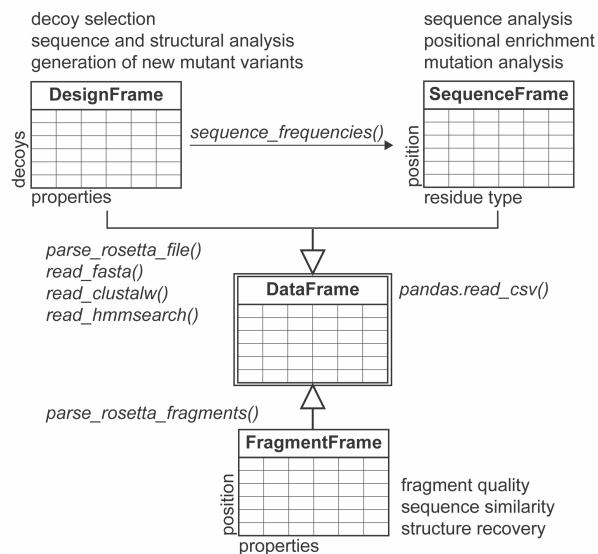 decoy selection
sequence and structural analysis
generation of new mutant variants
DesignFrame
decoys
properties
sequence_frequencies()
sequence analysis
positional enrichment
mutation analysis
SequenceFrame
position
residue type
parse_rosetta_file()
read_fasta()
read_clustalw()
read_hmmsearch()
DataFrame
pandas.read_csv()
parse_rosetta_fragments()
FragmentFrame
position
properties
fragment quality
sequence similarity
structure recovery